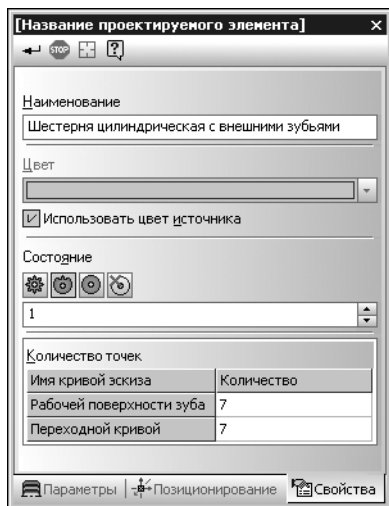 [Название проектируемого элемента]
STOP
Наименование
Шестерня цилиндрическая с внешними зубьями
Цвет
Использовать цвет источника
Состояние
1
Количество точек
Имя кривой эскиза Количество
Рабочей поверхности зуба 7
Переходной кривой 7
Параметры Позиционирование Свойства